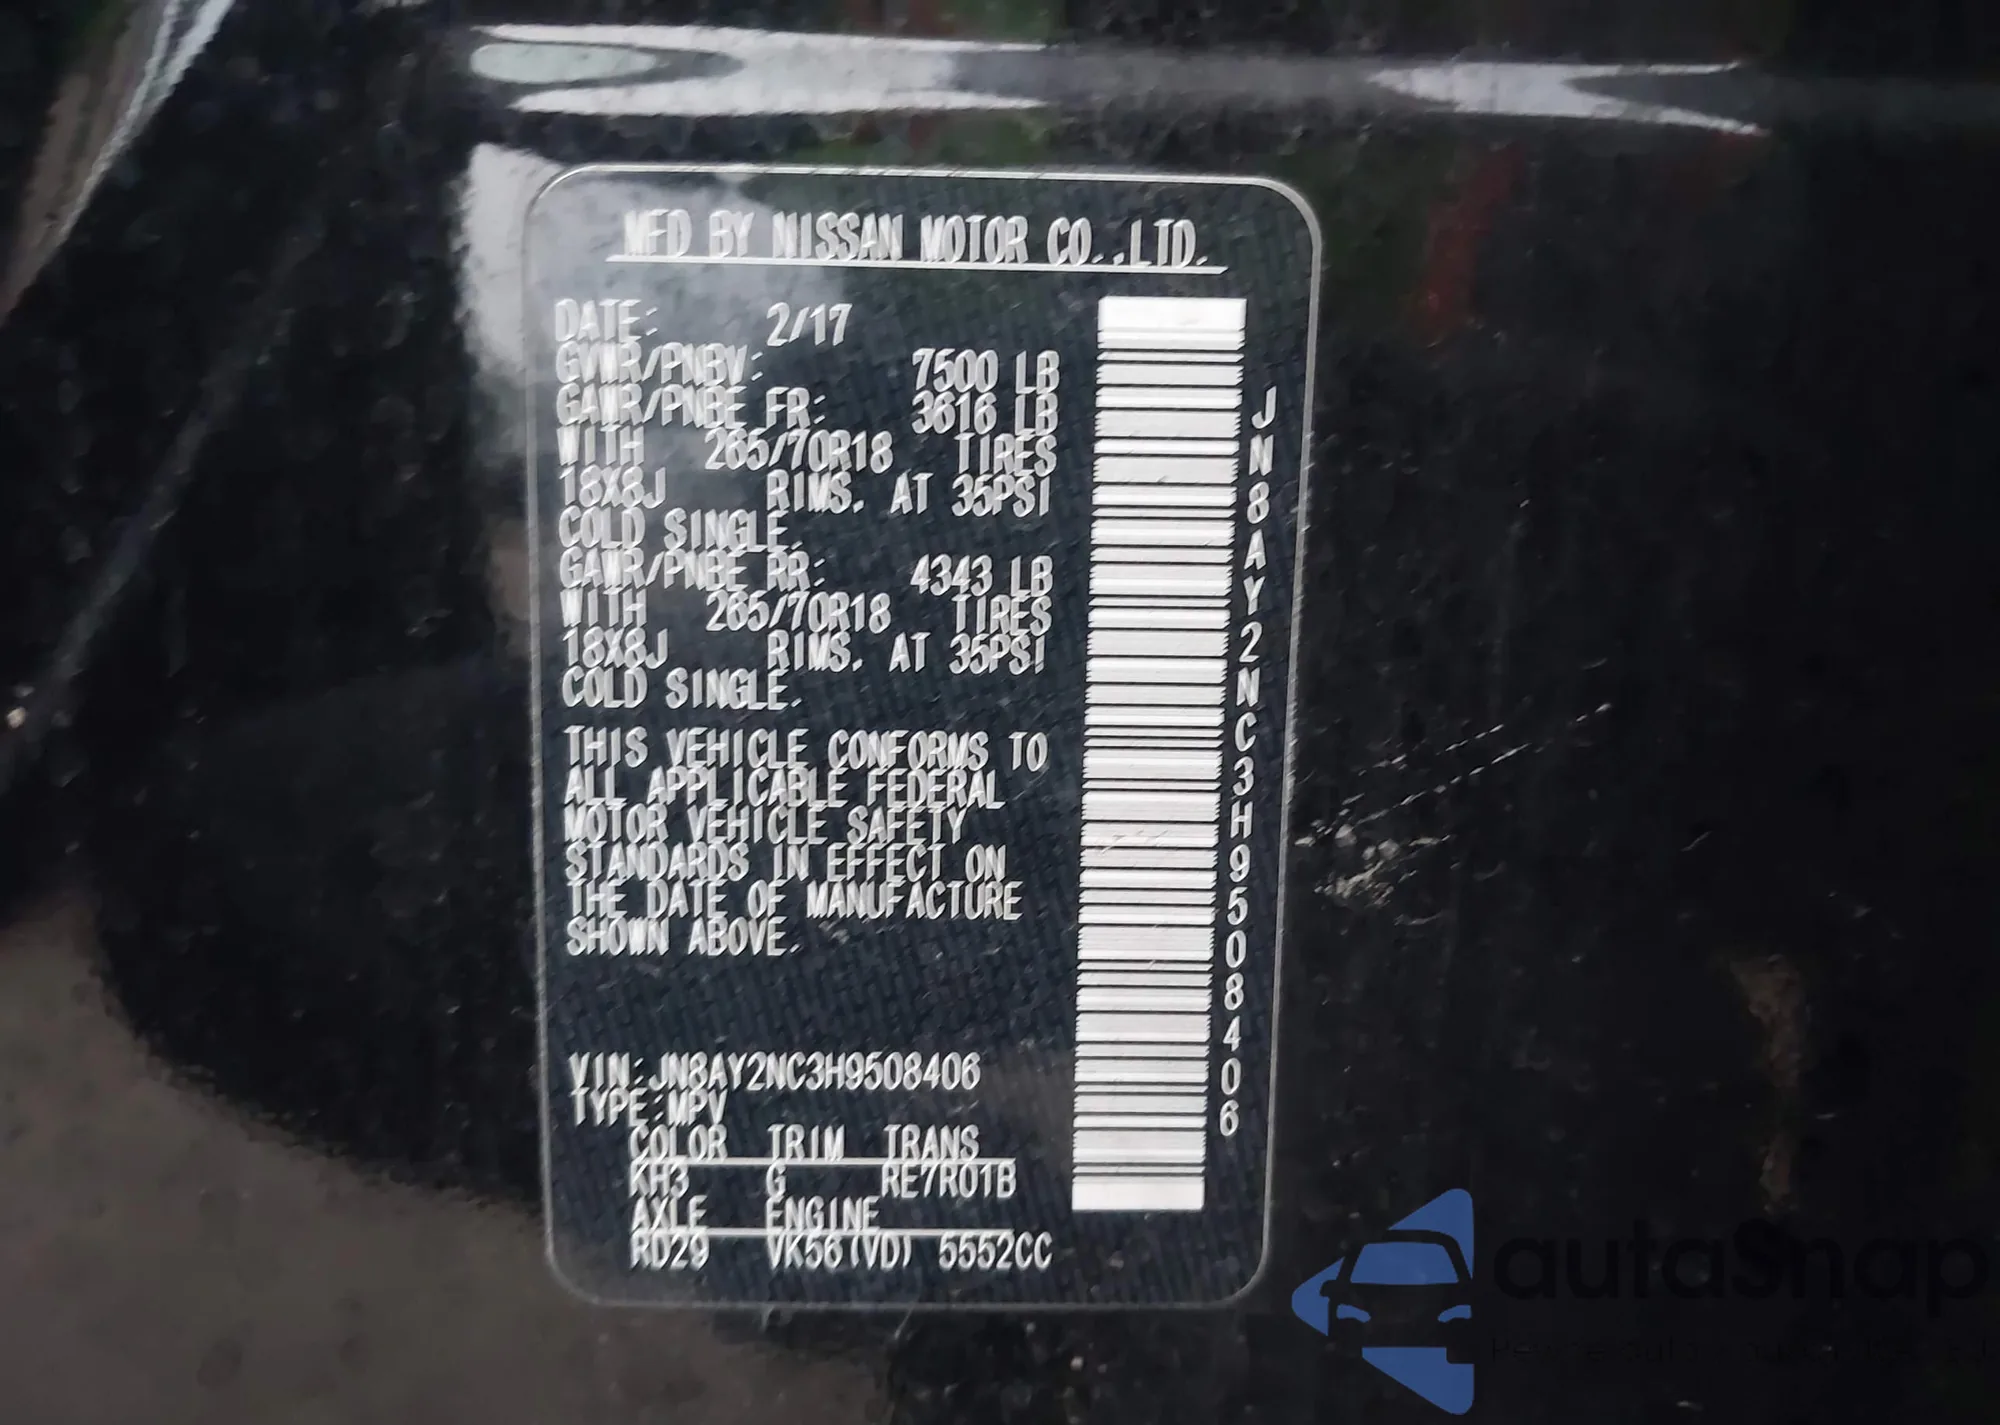 MFD BY NISSAN MOTOR CO.,LTD.
DATE: 2/17
GVWR/PNBV: 7500 LB
GAWR/PNBE FR: 3616 LB
WITH 265/70R18 TIRES
18X8J RIMS. AT 35PSI
COLD SINGLE.
GAWR/PNBE RR: 4343 LB
WITH 265/70R18 TIRES
18X8J RIMS. AT 35PSI
COLD SINGLE.
THIS VEHICLE CONFORMS TO
ALL APPLICABLE FEDERAL
MOTOR VEHICLE SAFETY
STANDARDS IN EFFECT ON
THE DATE OF MANUFACTURE
SHOWN ABOVE.
VIN:JN8AY2NC3H9508406
TYPE:MPV
COLOR TRIM TRANS
KH3 G RE7R01B
AXLE ENGINE
RD29 VK56(VD) 5552CC
JN8AY2NC3H9508406
autaSnap